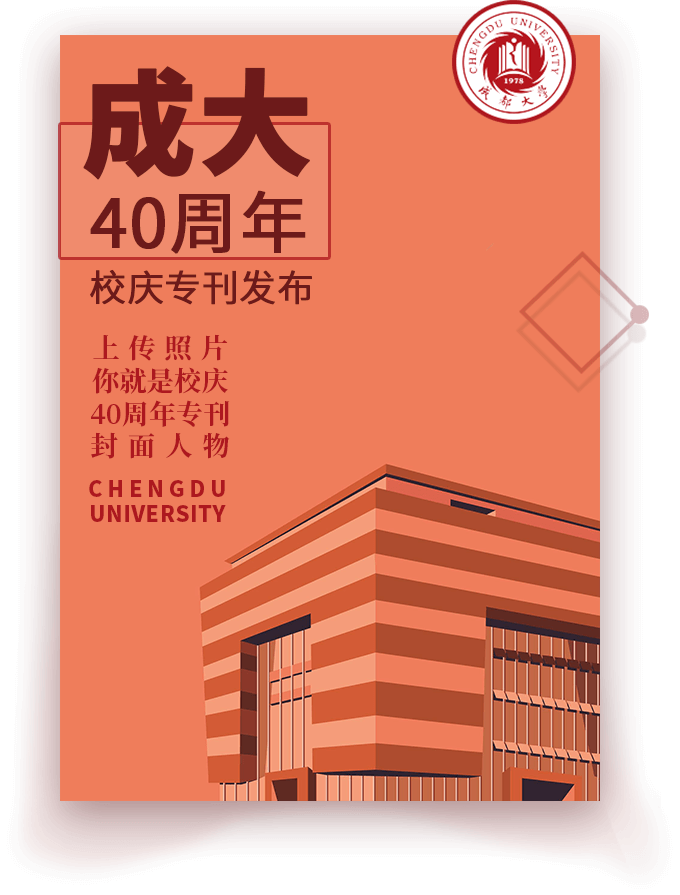 CHENGDU UNIVERSITY
1978
成都大学
成大
40周年
校庆专刊发布
上传照片
你就是校庆
40周年专刊
封面人物
CHENGDU
UNIVERSITY